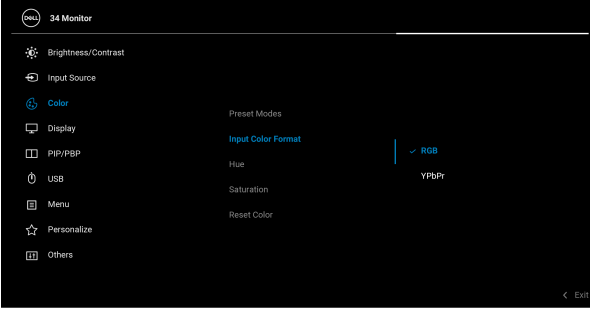 DELL
34 Monitor
Brightness/Contrast
Input Source
Color
Display
PIP/PBP
USB
Menu
Personalize
Others
Preset Modes
Input Color Format
Hue
Saturation
Reset Color
RGB
YPbPr
Exit